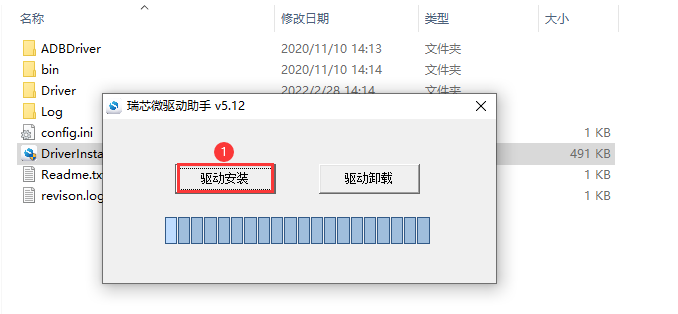 名称 修改日期 类型 大小
ADBDriver 2020/11/10 14:13 文件夹
bin 2020/11/10 14:14 文件夹
Driver 2022/2/28 14:14 文件夹
Log
瑞芯微驱动助手 v5.12
config.ini 1 KB
1
DriverInsta 491 KB
驱动安装 驱动卸载
Readme.tx 1 KB
revison.log 1 KB